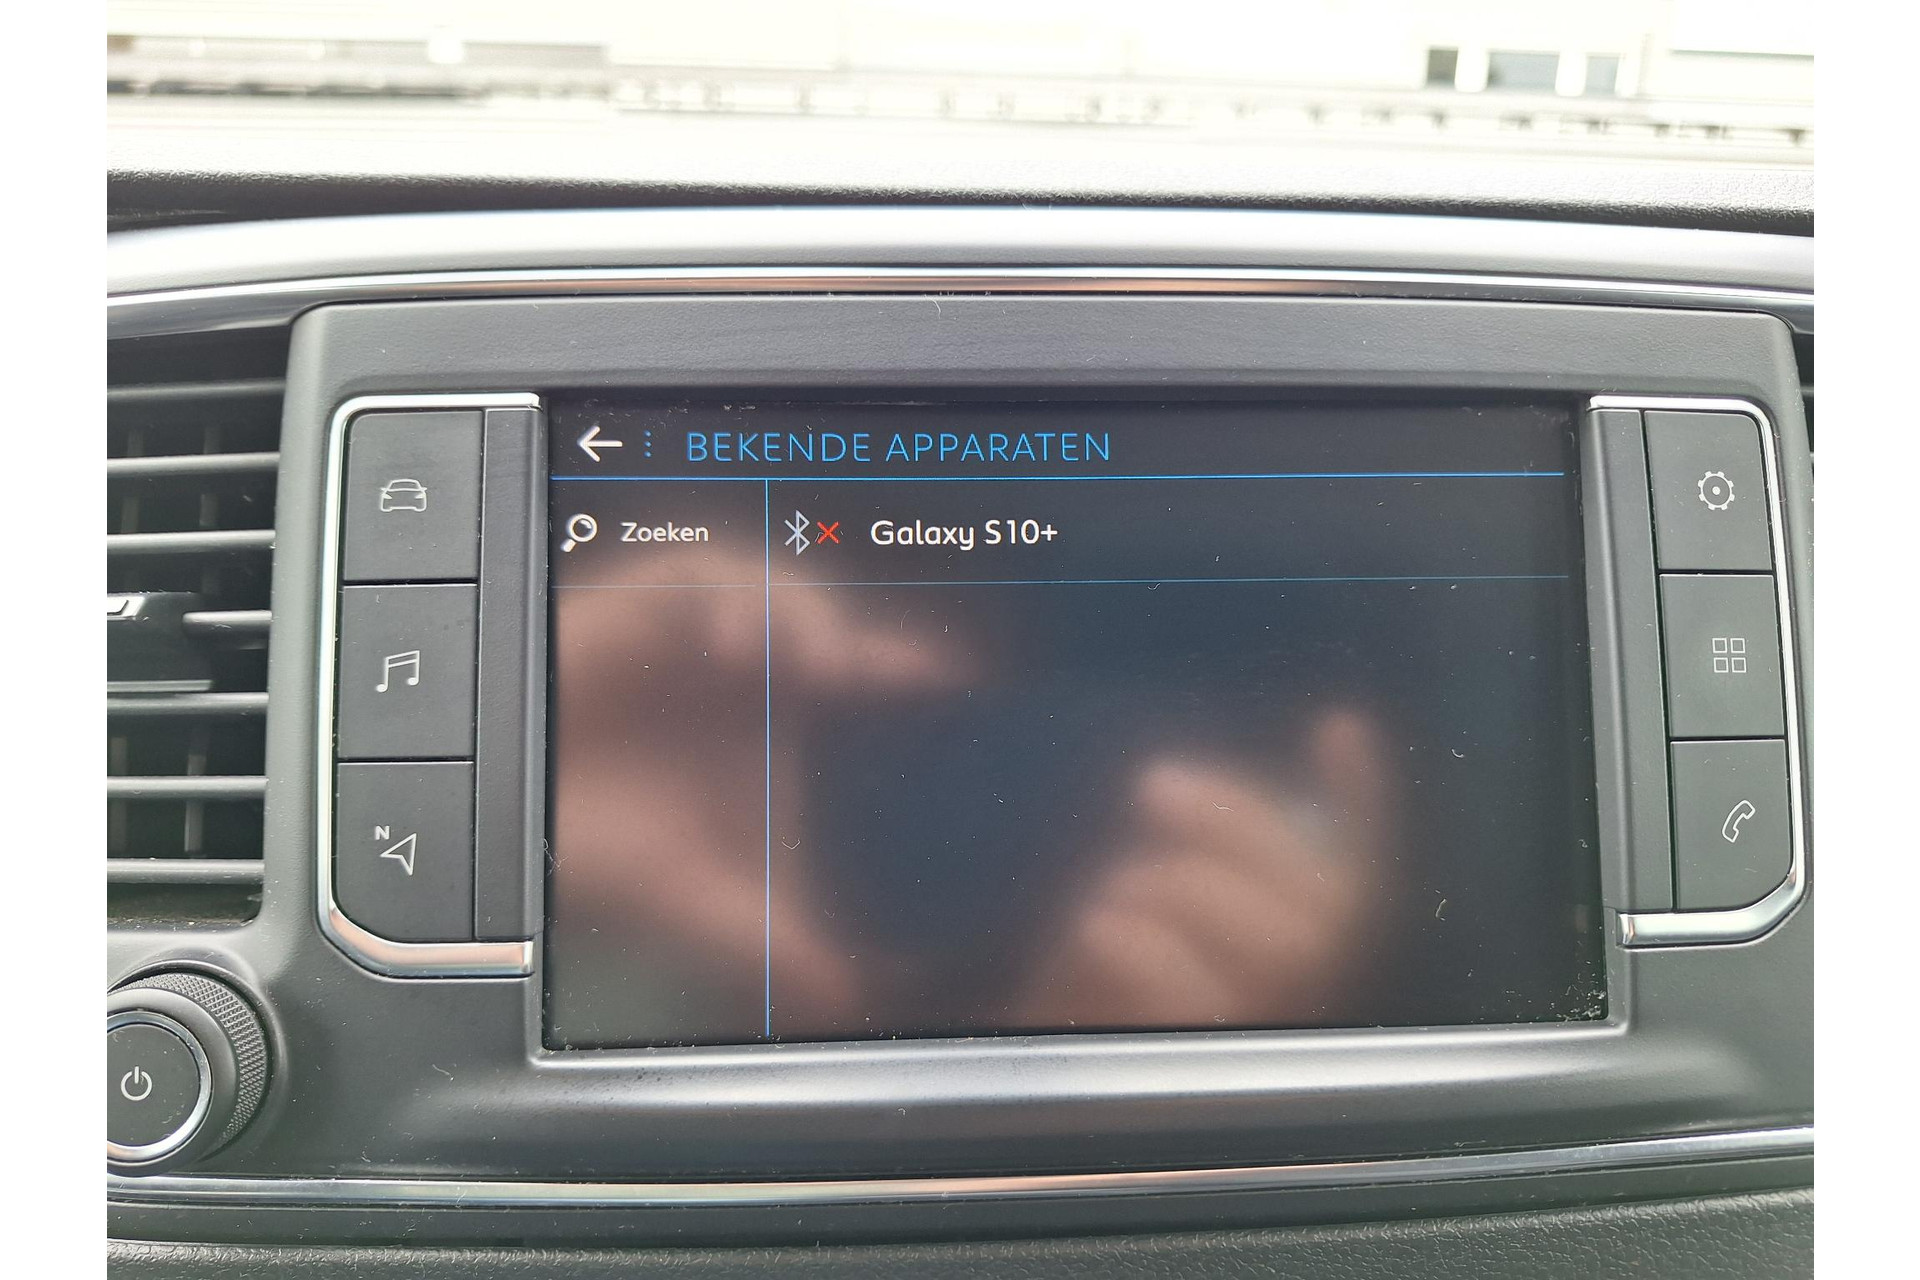 BEKENDE APPARATEN
Zoeken
Galaxy S10+
N